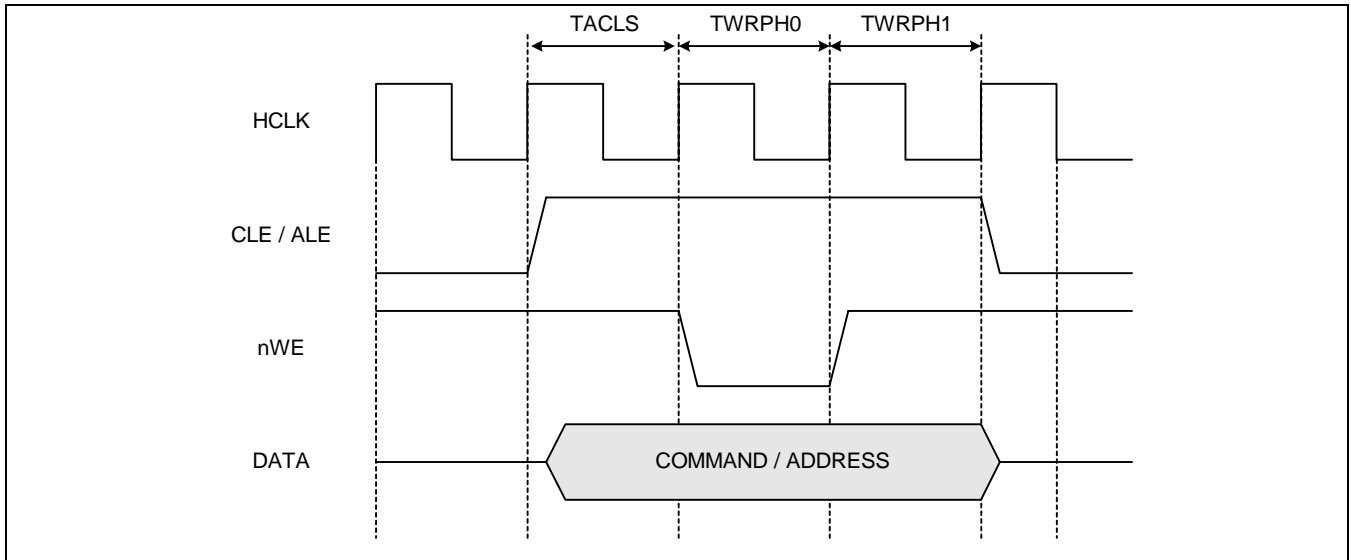 TACLS TWRPH0 TWRPH1
HCLK
CLE / ALE
nWE
DATA COMMAND / ADDRESS